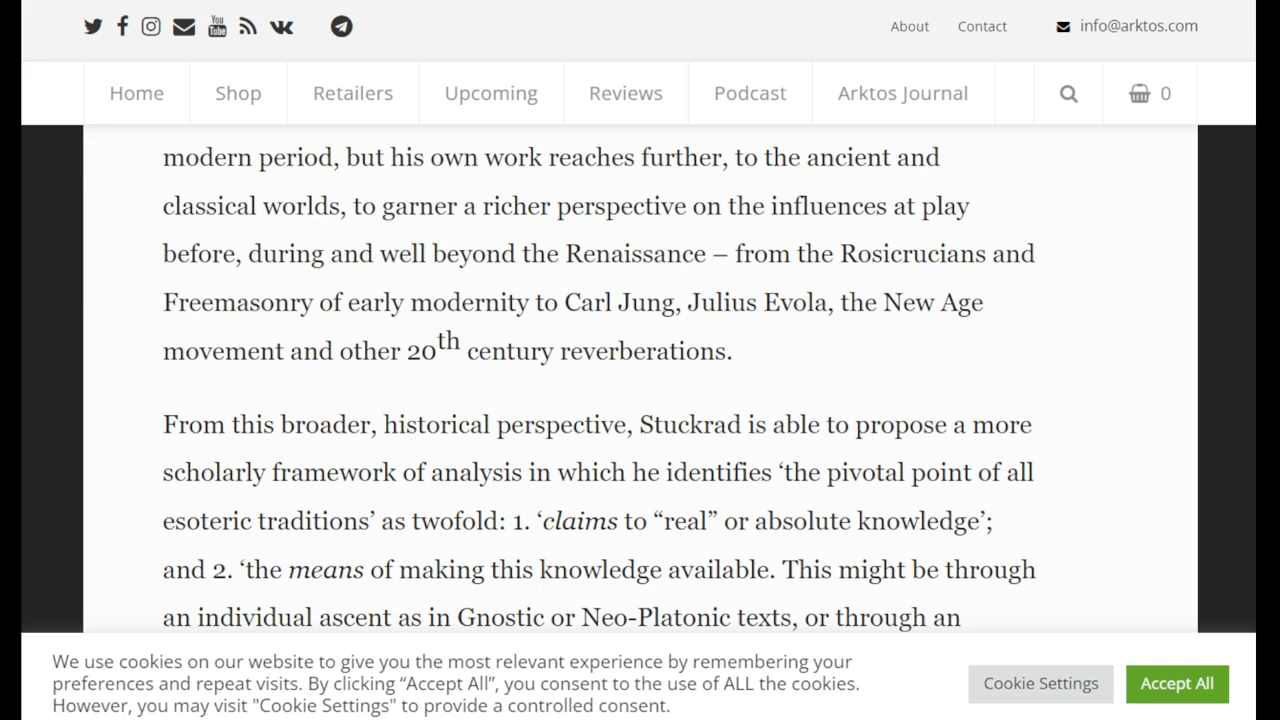 You
Tube
About
Contact
info@arktos.com
Home
Shop
Retailers
Upcoming
Reviews
Podcast
Arktos Journal
0
modern period, but his own work reaches further, to the ancient and
classical worlds, to garner a richer perspective on the influences at play
before, during and well beyond the Renaissance – from the Rosicrucians and
Freemasonry of early modernity to Carl Jung, Julius Evola, the New Age
movement and other 20th century reverberations.
From this broader, historical perspective, Stuckrad is able to propose a more
scholarly framework of analysis in which he identifies ‘the pivotal point of all
esoteric traditions’ as twofold: 1. ‘claims to “real” or absolute knowledge’;
and 2. ‘the means of making this knowledge available. This might be through
an individual ascent as in Gnostic or Neo-Platonic texts, or through an
We use cookies on our website to give you the most relevant experience by remembering your
preferences and repeat visits. By clicking “Accept All”, you consent to the use of ALL the cookies.
However, you may visit "Cookie Settings" to provide a controlled consent.
Cookie Settings
Accept All